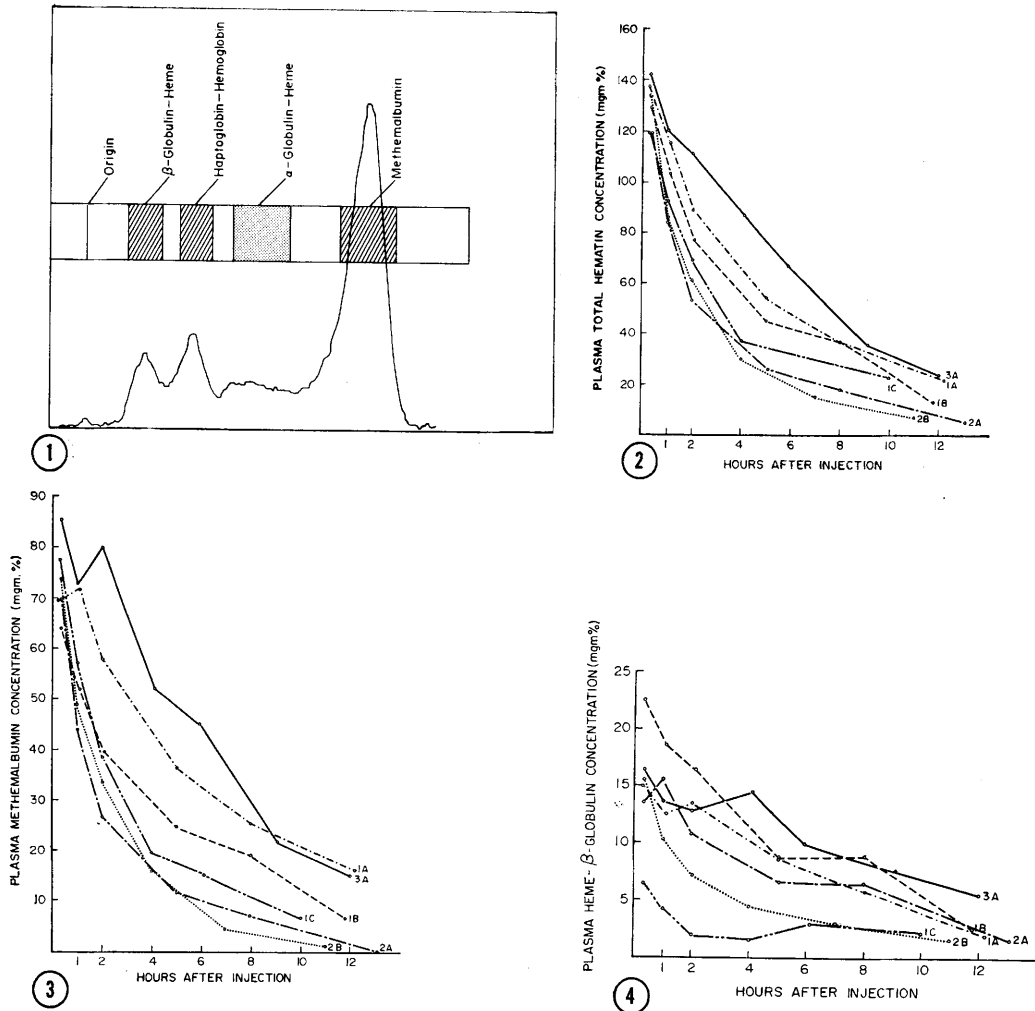 Origin
β-Globulin-Heme
Haptoglobin-Hemoglobin
α-Globulin-Heme
Methemalbumin
1
PLASMA TOTAL HEMATIN CONCENTRATION (mgm %)
160
140
120
100
80
60
40
20
3A
1A
1B
1C
2B
2A
1 2 4 6 8 10 12
HOURS AFTER INJECTION
2
PLASMA METHEMALBUMIN CONCENTRATION (mgm. %)
90
80
70
60
50
40
30
20
10
1A
3A
1B
1C
2B
2A
1 2 4 6 8 10 12
HOURS AFTER INJECTION
3
PLASMA HEME-β-GLOBULIN CONCENTRATION (mgm%)
25
20
15
10
5
3A
1B
1C
2B
1A
2A
1 2 4 6 8 10 12
HOURS AFTER INJECTION
4